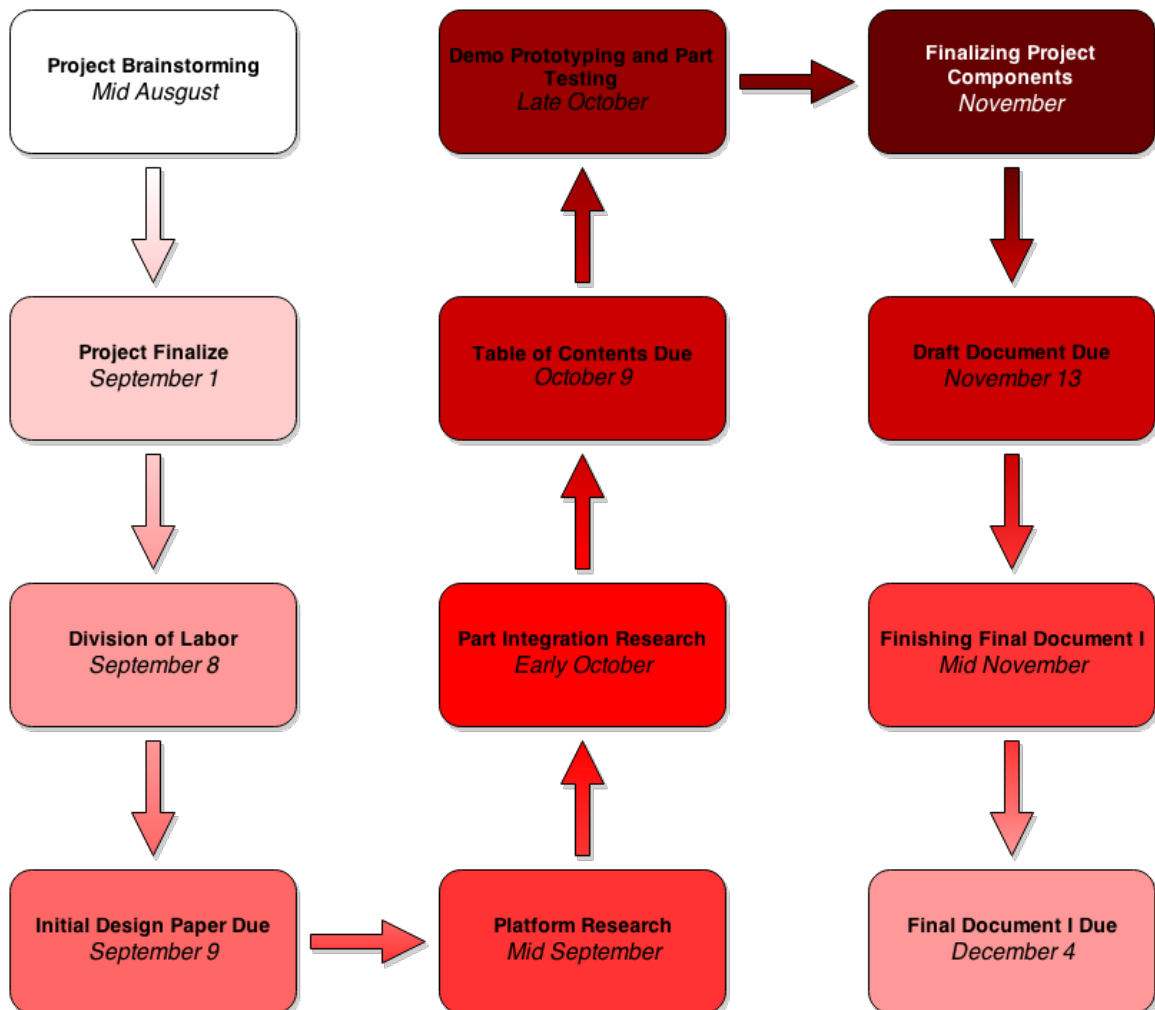 Project Brainstorming
Mid Ausgust
Project Finalize
September 1
Division of Labor
September 8
Initial Design Paper Due
September 9
Platform Research
Mid September
Part Integration Research
Early October
Table of Contents Due
October 9
Demo Prototyping and Part
Testing
Late October
Finalizing Project
Components
November
Draft Document Due
November 13
Finishing Final Document I
Mid November
Final Document I Due
December 4